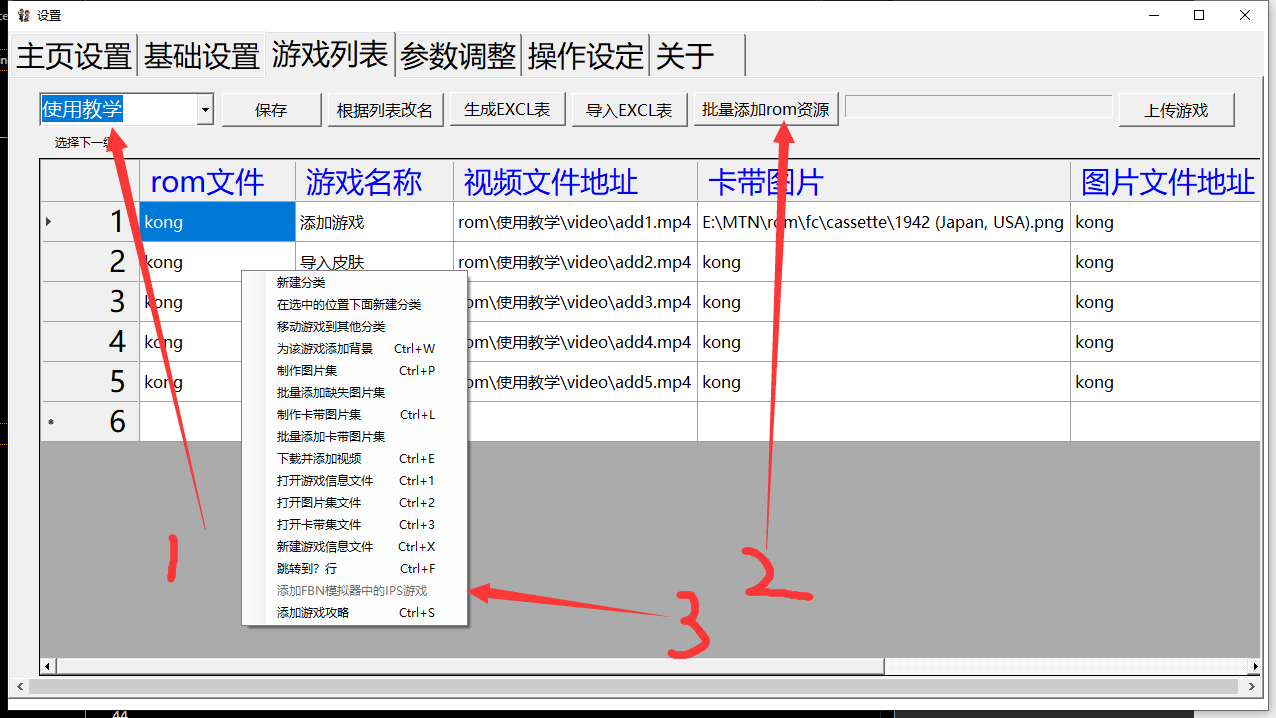 设置
主页设置 基础设置 游戏列表 参数调整 操作设定 关于
使用教学 保存 根据列表改名 生成EXCL表 导入EXCL表 批量添加rom资源 上传游戏
选择下一级
rom文件 游戏名称 视频文件地址 卡带图片 图片文件地址
1 kong 添加游戏 rom\使用教学\video\add1.mp4 E:\MTN\rom\fc\cassette\1942 (Japan, USA).png kong
2 kong 导入皮肤 rom\使用教学\video\add2.mp4 kong kong
3 kong rom\使用教学\video\add3.mp4 kong kong
4 kong rom\使用教学\video\add4.mp4 kong kong
5 kong rom\使用教学\video\add5.mp4 kong kong
* 6
新建分类
在选中的位置下面新建分类
移动游戏到其他分类
为该游戏添加背景 Ctrl+W
制作图片集 Ctrl+P
批量添加缺失图片集
制作卡带图片集 Ctrl+L
批量添加卡带图片集
下载并添加视频 Ctrl+E
打开游戏信息文件 Ctrl+1
打开图片集文件 Ctrl+2
打开卡带集文件 Ctrl+3
新建游戏信息文件 Ctrl+X
跳转到？行 Ctrl+F
添加FBN模拟器中的IPS游戏
添加游戏攻略 Ctrl+S
1
2
3
44